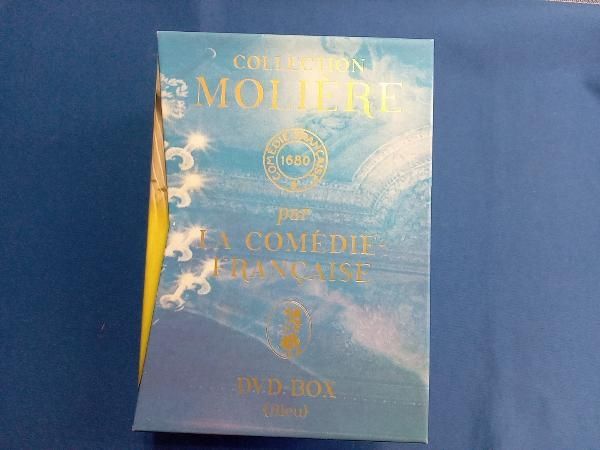 COLLECTION
MOLIÈRE
COMÉDIE-FRANÇAISE
1680
par
LA COMÉDIE-
FRANÇAISE
DVD-BOX
(Bleu)